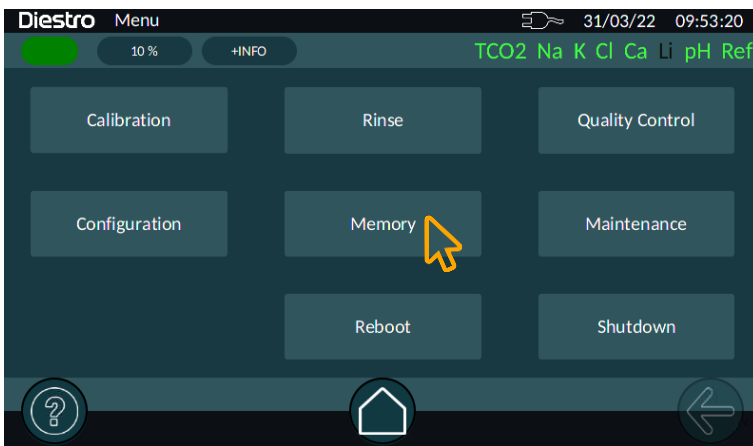 Diestro Menu 31/03/22 09:53:20
10 % +INFO TCO2 Na K Cl Ca Li pH Ref
Calibration Rinse Quality Control
Configuration Memory Maintenance
Reboot Shutdown
?